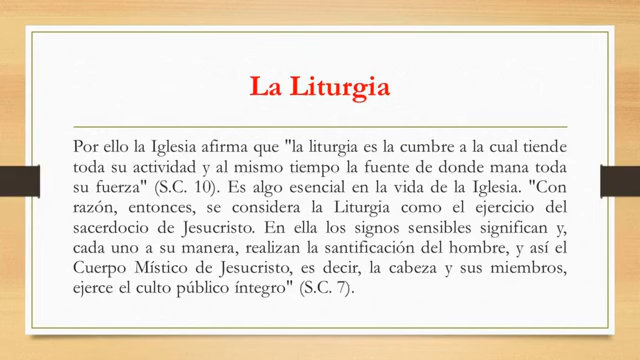 La Liturgia
Por ello la Iglesia afirma que "la liturgia es la cumbre a la cual tiende
toda su actividad y al mismo tiempo la fuente de donde mana toda
su fuerza" (S.C. 10). Es algo esencial en la vida de la Iglesia. "Con
razón, entonces, se considera la Liturgia como el ejercicio del
sacerdocio de Jesucristo. En ella los signos sensibles significan y,
cada uno a su manera, realizan la santificación del hombre, y así el
Cuerpo Místico de Jesucristo, es decir, la cabeza y sus miembros,
ejerce el culto público íntegro" (S.C. 7).